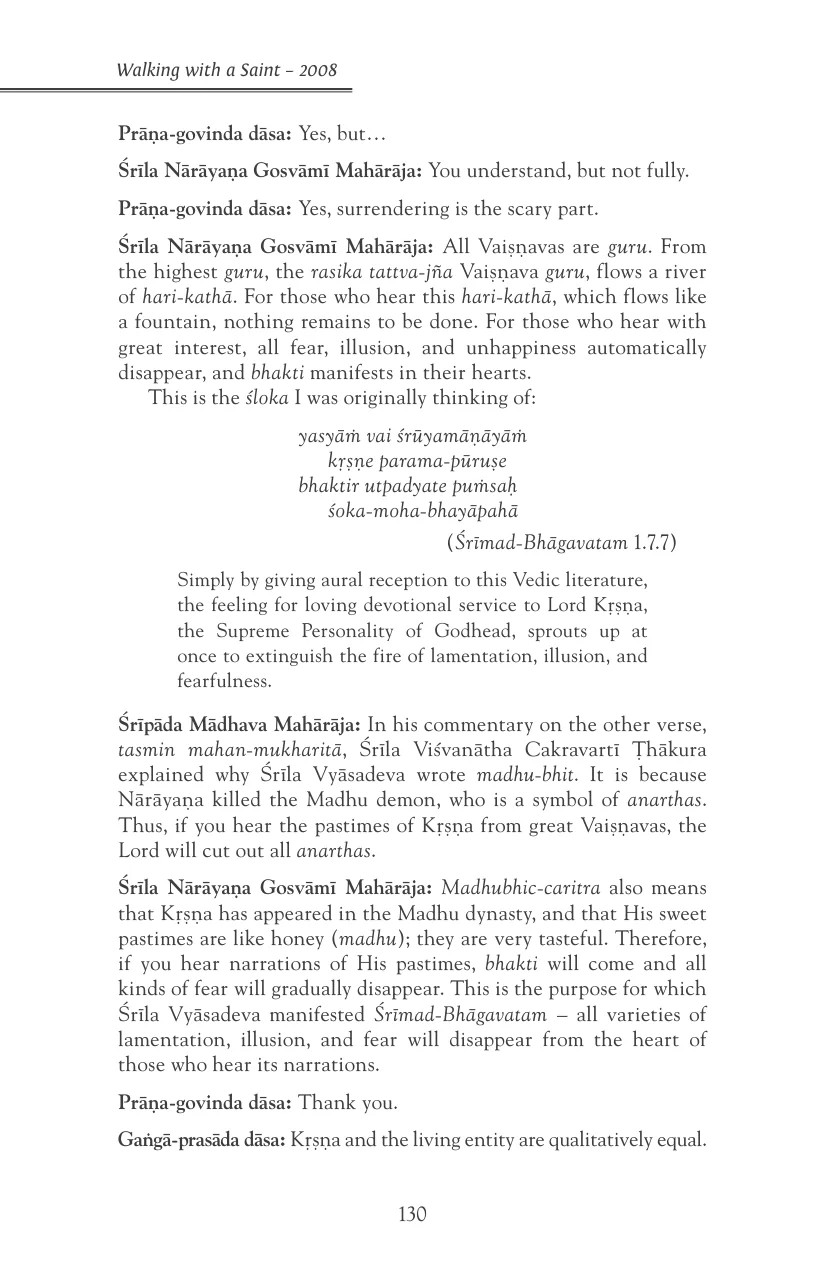 Walking with a Saint – 2008
Prāṇa-govinda dāsa: Yes, but…
Śrīla Nārāyaṇa Gosvāmī Mahārāja: You understand, but not fully.
Prāṇa-govinda dāsa: Yes, surrendering is the scary part.
Śrīla Nārāyaṇa Gosvāmī Mahārāja: All Vaiṣṇavas are guru. From
the highest guru, the rasika tattva-jña Vaiṣṇava guru, flows a river
of hari-kathā. For those who hear this hari-kathā, which flows like
a fountain, nothing remains to be done. For those who hear with
great interest, all fear, illusion, and unhappiness automatically
disappear, and bhakti manifests in their hearts.
This is the śloka I was originally thinking of:
yasyāṁ vai śrūyamāṇāyāṁ
kṛṣṇe parama-pūruṣe
bhaktir utpadyate puṁsaḥ
śoka-moha-bhayāpahā
(Śrīmad-Bhāgavatam 1.7.7)
Simply by giving aural reception to this Vedic literature,
the feeling for loving devotional service to Lord Kṛṣṇa,
the Supreme Personality of Godhead, sprouts up at
once to extinguish the fire of lamentation, illusion, and
fearfulness.
Śrīpāda Mādhava Mahārāja: In his commentary on the other verse,
tasmin mahan-mukharitā, Śrīla Viśvanātha Cakravartī Ṭhākura
explained why Śrīla Vyāsadeva wrote madhu-bhit. It is because
Nārāyaṇa killed the Madhu demon, who is a symbol of anarthas.
Thus, if you hear the pastimes of Kṛṣṇa from great Vaiṣṇavas, the
Lord will cut out all anarthas.
Śrīla Nārāyaṇa Gosvāmī Mahārāja: Madhubhic-caritra also means
that Kṛṣṇa has appeared in the Madhu dynasty, and that His sweet
pastimes are like honey (madhu); they are very tasteful. Therefore,
if you hear narrations of His pastimes, bhakti will come and all
kinds of fear will gradually disappear. This is the purpose for which
Śrīla Vyāsadeva manifested Śrīmad-Bhāgavatam – all varieties of
lamentation, illusion, and fear will disappear from the heart of
those who hear its narrations.
Prāṇa-govinda dāsa: Thank you.
Gaṅgā-prasāda dāsa: Kṛṣṇa and the living entity are qualitatively equal.
130